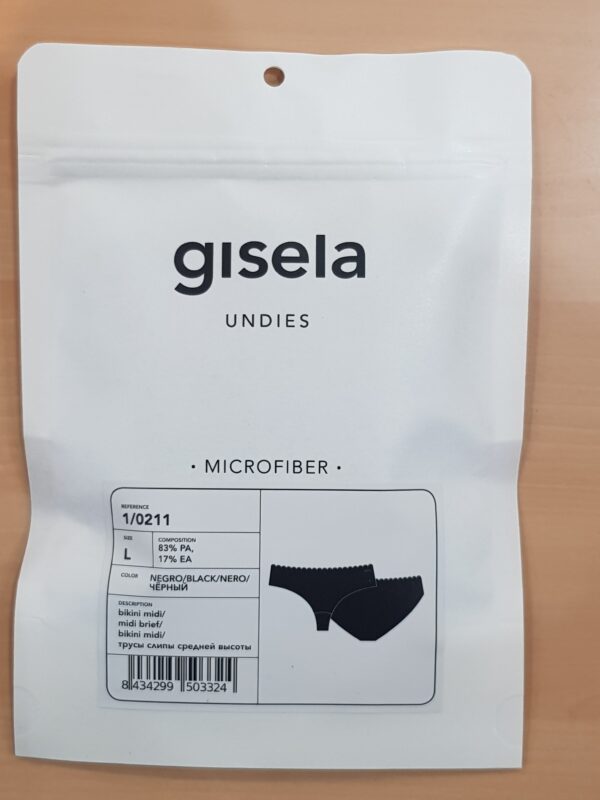 gisela
UNDIES
· MICROFIBER ·
REFERENCE
1/0211
SIZE
L
COMPOSITION
83% PA,
17% EA
COLOR
NEGRO/BLACK/NERO/
ЧЁРНЫЙ
DESCRIPTION
bikini midi/
midi brief/
bikini midi/
трусы слипы средней высоты
8 434299 503324